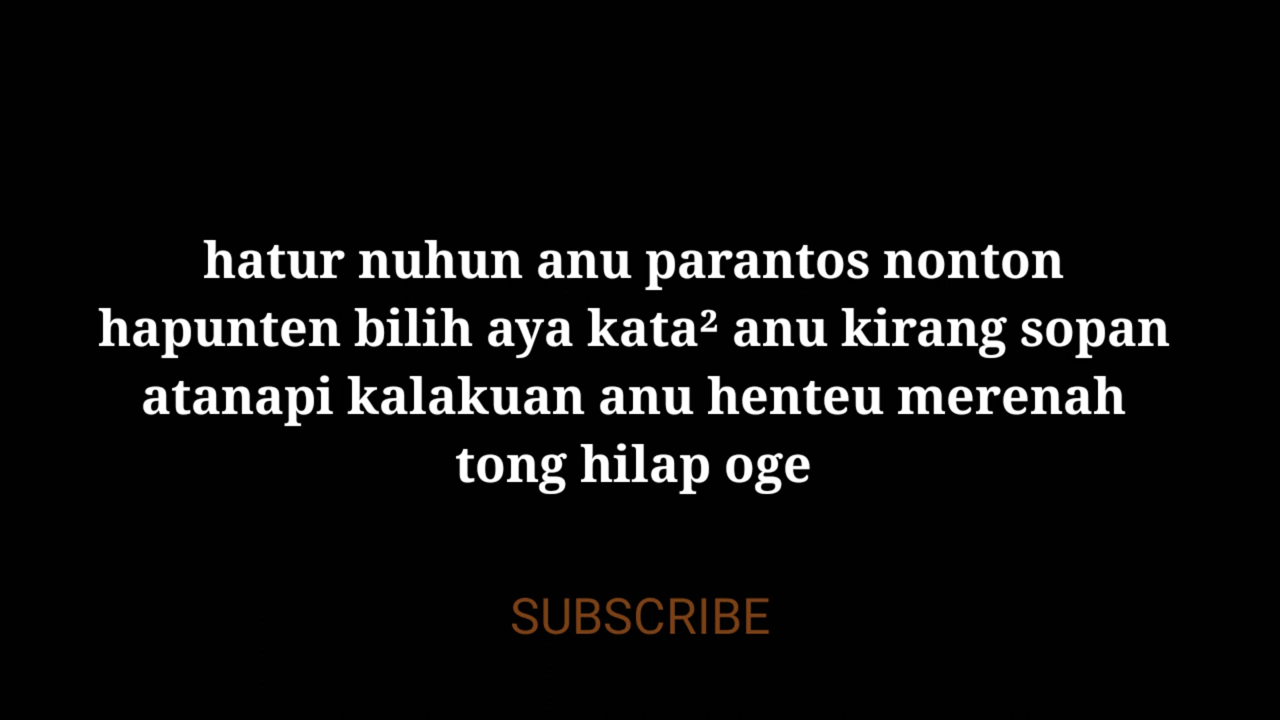 hatur nuhun anu parantos nonton
hapunten bilih aya kata² anu kirang sopan
atanapi kalakuan anu henteu merenah
tong hilap oge
SUBSCRIBE